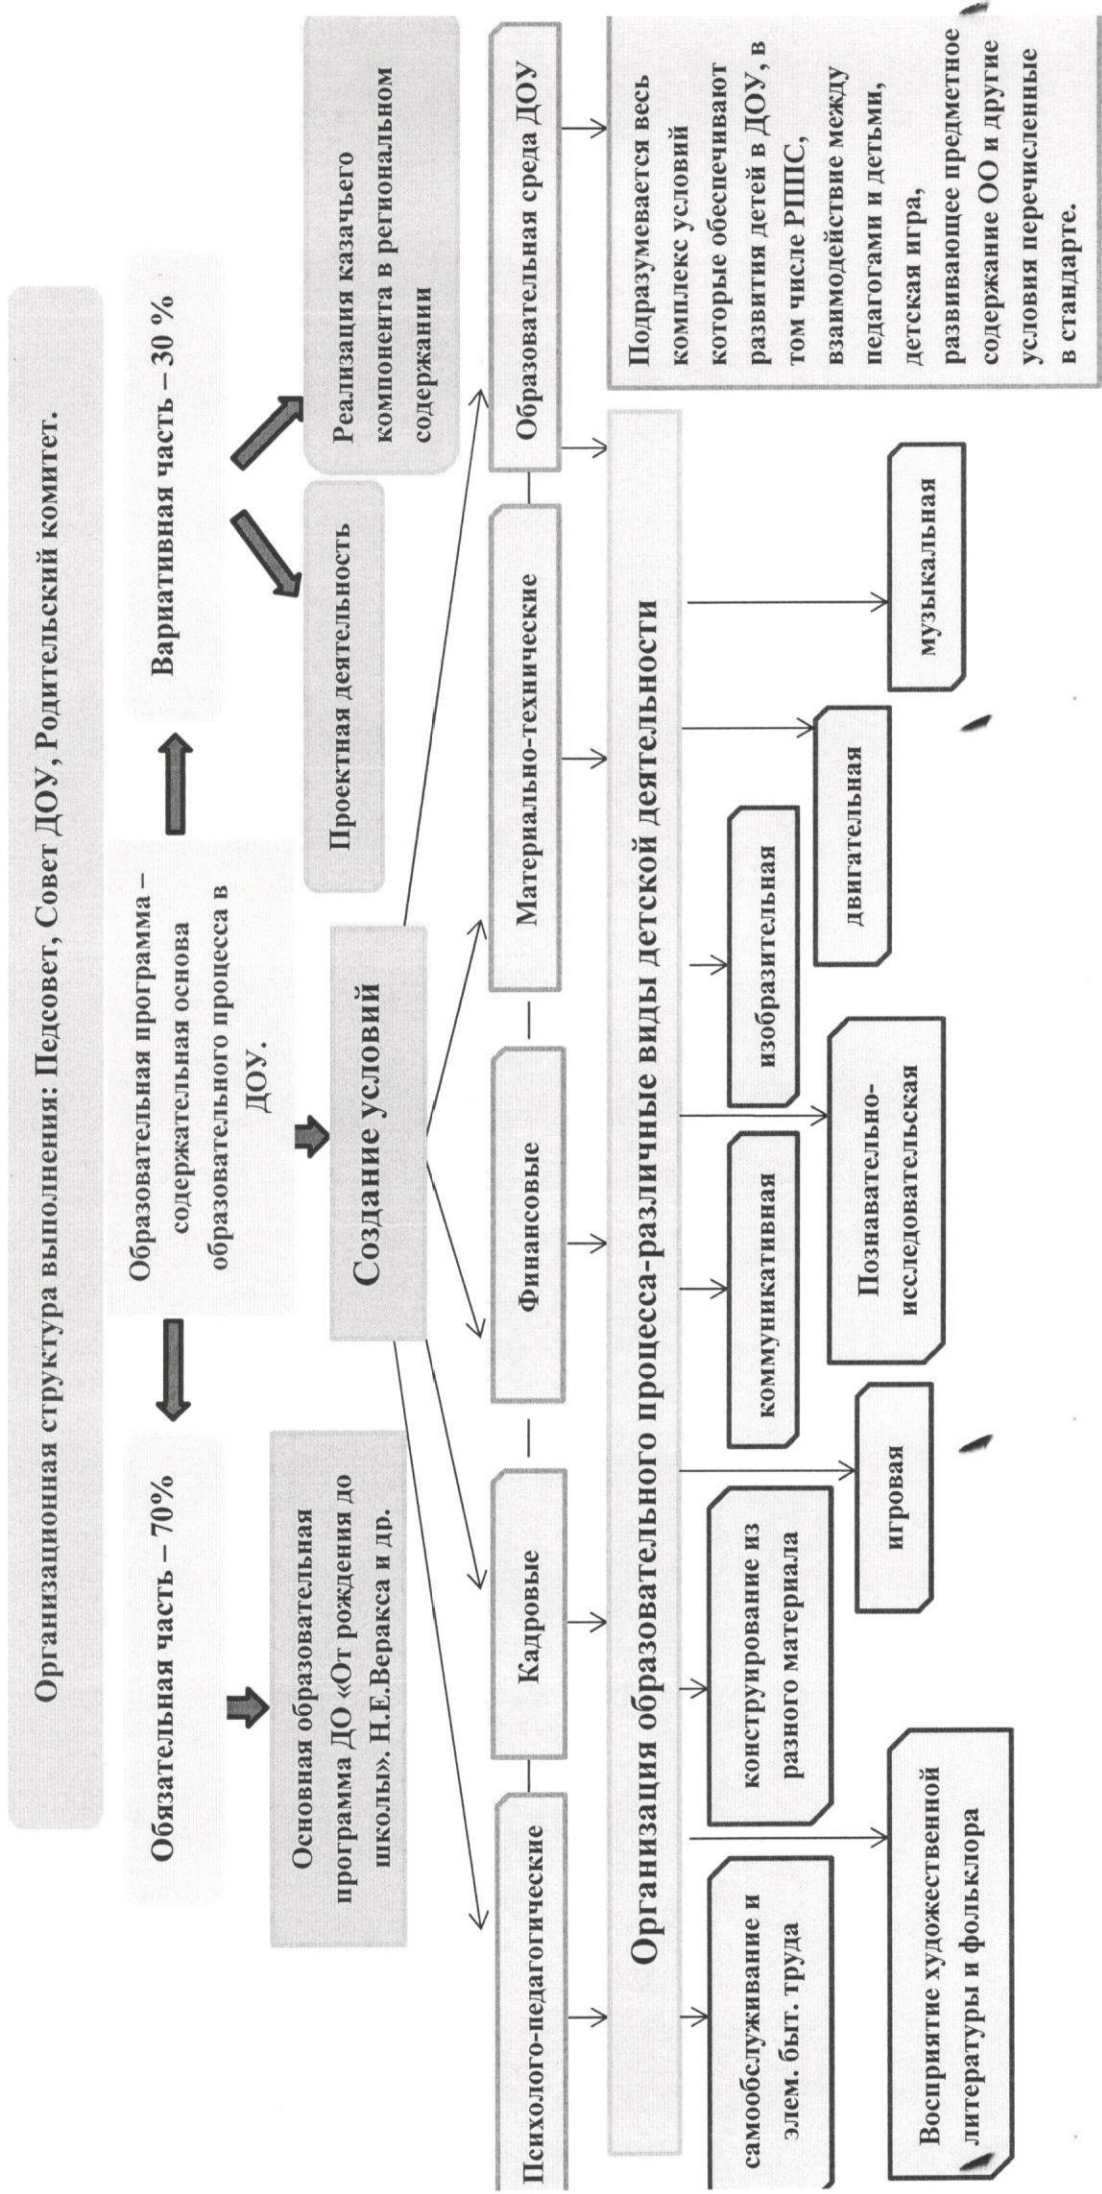 Организационная структура выполнения: Педсовет, Совет ДОУ, Родительский комитет.
Обязательная часть – 70%
Образовательная программа –
содержательная основа
образовательного процесса в
ДОУ.
Вариативная часть – 30 %
Основная образовательная
программа ДО «От рождения до
школы». Н.Е.Веракса и др.
Создание условий
Проектная деятельность
Реализация казачьего
компонента в региональном
содержании
Психолого-педагогические
Кадровые
Финансовые
Материально-технические
Образовательная среда ДОУ
Организация образовательного процесса-различные виды детской деятельности
Подразумевается весь
комплекс условий
которые обеспечивают
развития детей в ДОУ, в
том числе РППС,
взаимодействие между
педагогами и детьми,
детская игра,
развивающее предметное
содержание ОО и другие
условия перечисленные
в стандарте.
самообслуживание и
элем. быт. труда
конструирование из
разного материала
коммуникативная
изобразительная
Восприятие художественной
литературы и фольклора
игровая
Познавательно-
исследовательская
двигательная
музыкальная